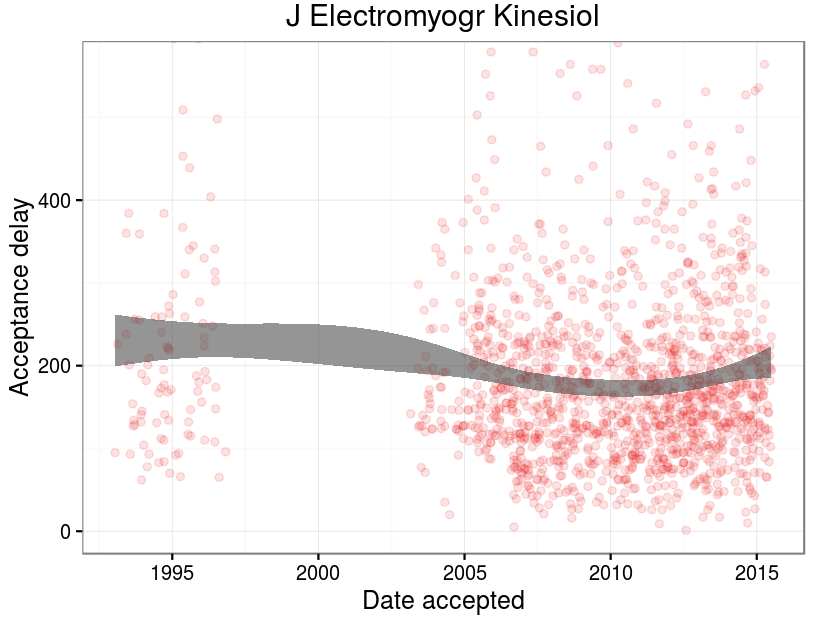 J Electromyogr Kinesiol
Acceptance delay
400
200
0
1995 2000 2005 2010 2015
Date accepted